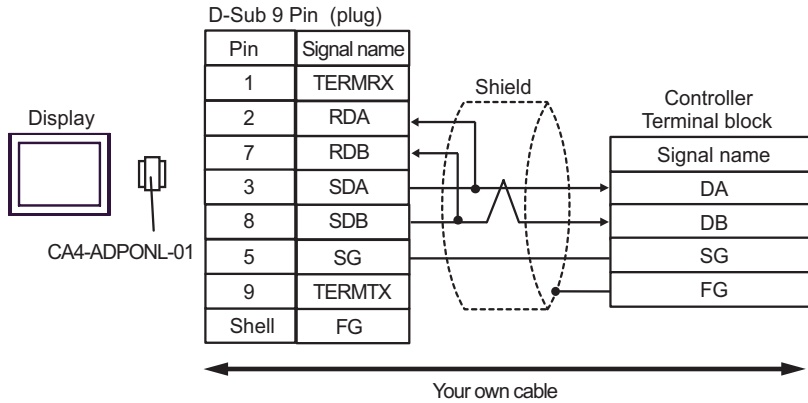 D-Sub 9 Pin (plug)
Pin Signal name
1 TERMRX
2 RDA
7 RDB
3 SDA
8 SDB
5 SG
9 TERMTX
Shell FG
Display
CA4-ADPONL-01
Shield
Controller
Terminal block
Signal name
DA
DB
SG
FG
Your own cable